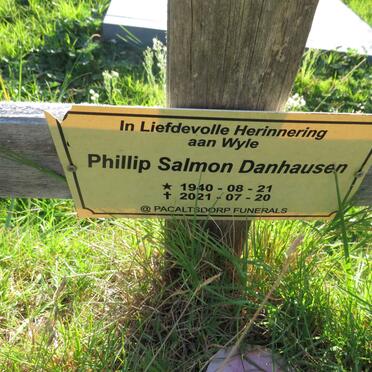 In Liefdevolle Herinnering
aan Wyle
Phillip Salmon Danhausen
★ 1940 - 08 - 21
✝ 2021 - 07 - 20
@ PACALTSDORP FUNERALS